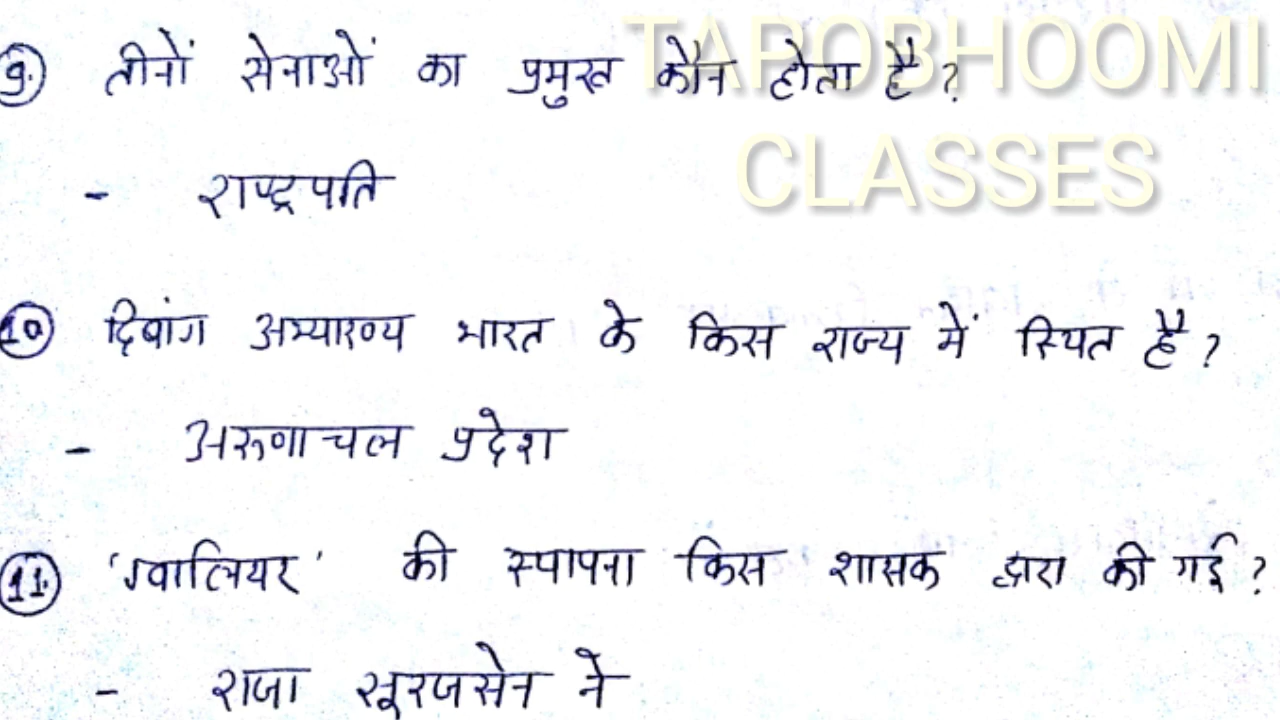 9. तीनों सेनाओं का प्रमुख कौन होता है ?
TAPOBHOOMI
CLASSES
- राष्ट्रपति
10 दिबांग अभ्यारण्य भारत के किस राज्य में स्थित है ?
- अरुणाचल प्रदेश
11. 'ग्वालियर' की स्थापना किस शासक द्वारा की गई ?
- राजा सूरजसेन ने